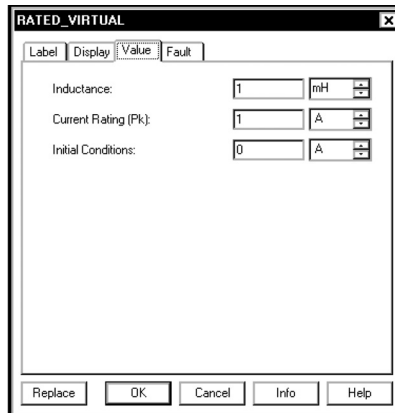 RATED_VIRTUAL
Label Display Value Fault
Inductance: 1 mH
Current Rating (Pk): 1 A
Initial Conditions: 0 A
Replace OK Cancel Info Help